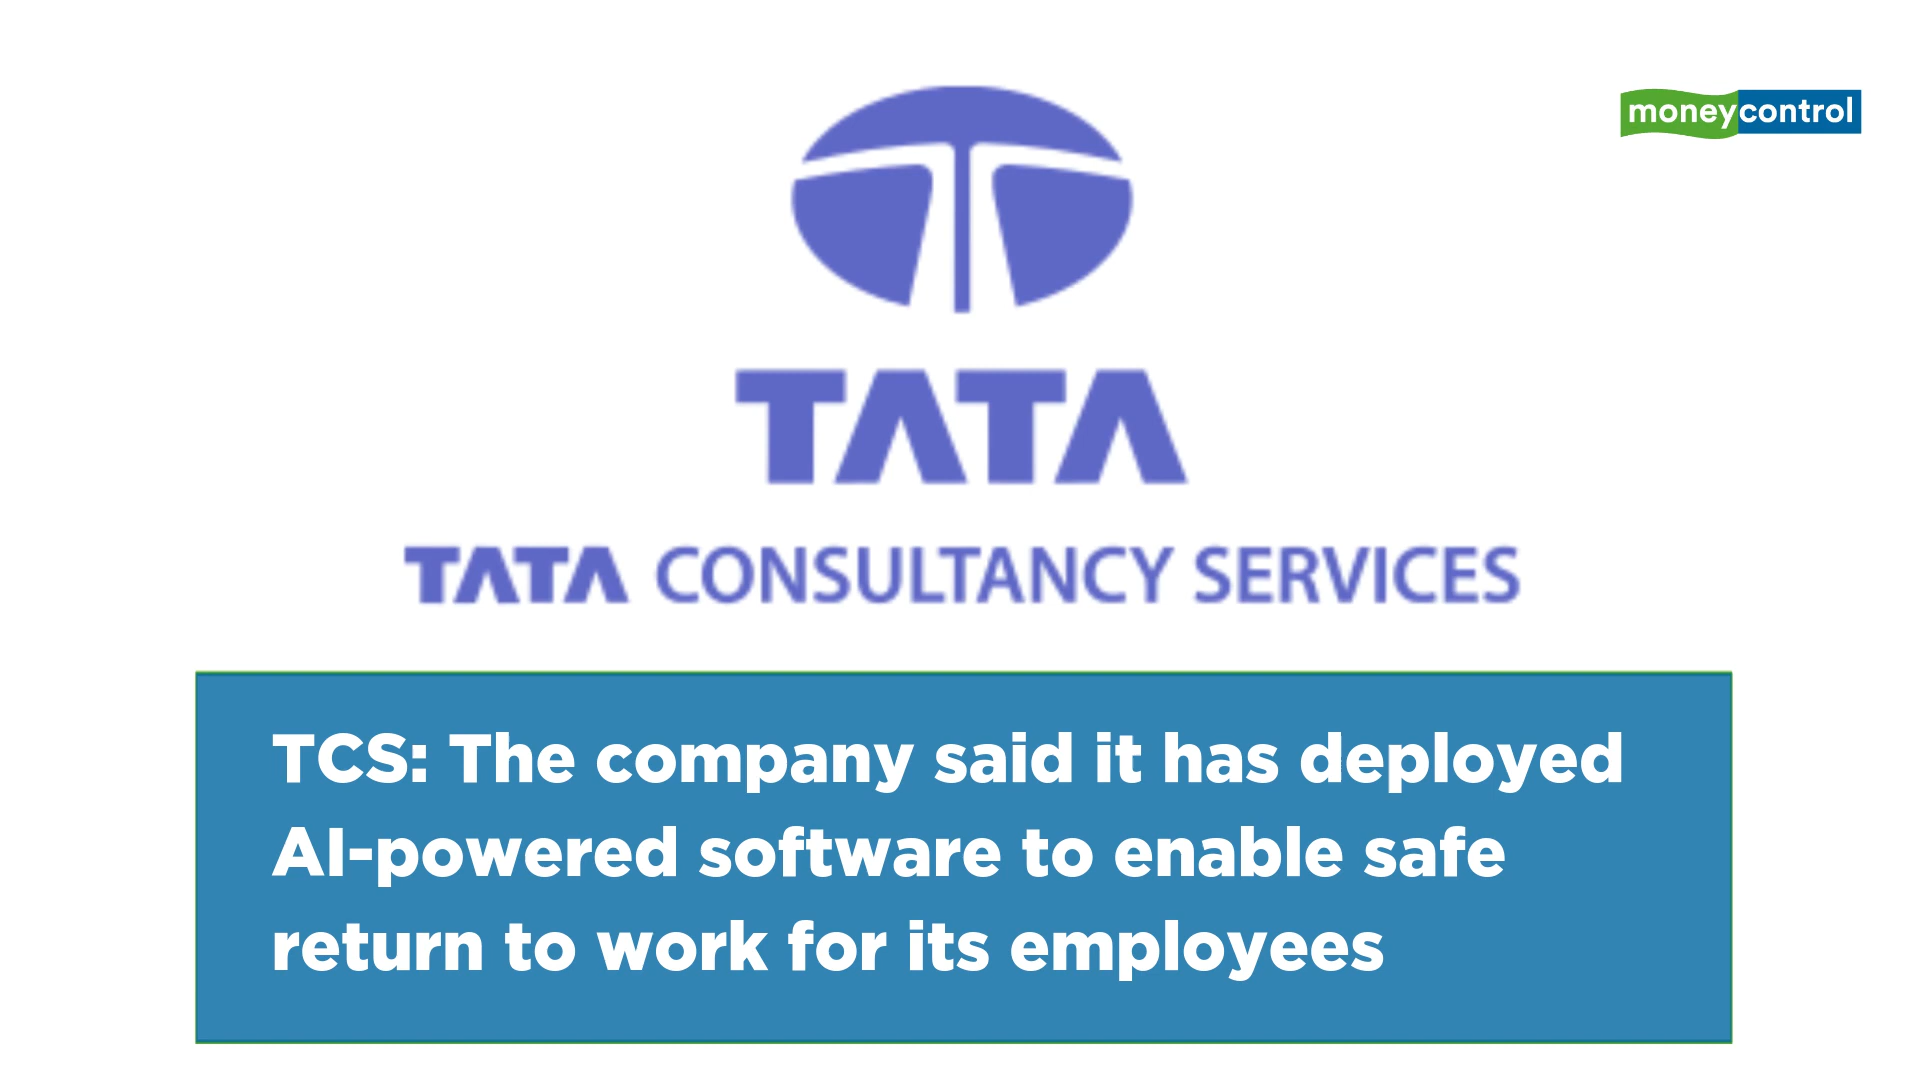 moneycontrol
TATA
TATA CONSULTANCY SERVICES
TCS: The company said it has deployed
AI-powered software to enable safe
return to work for its employees